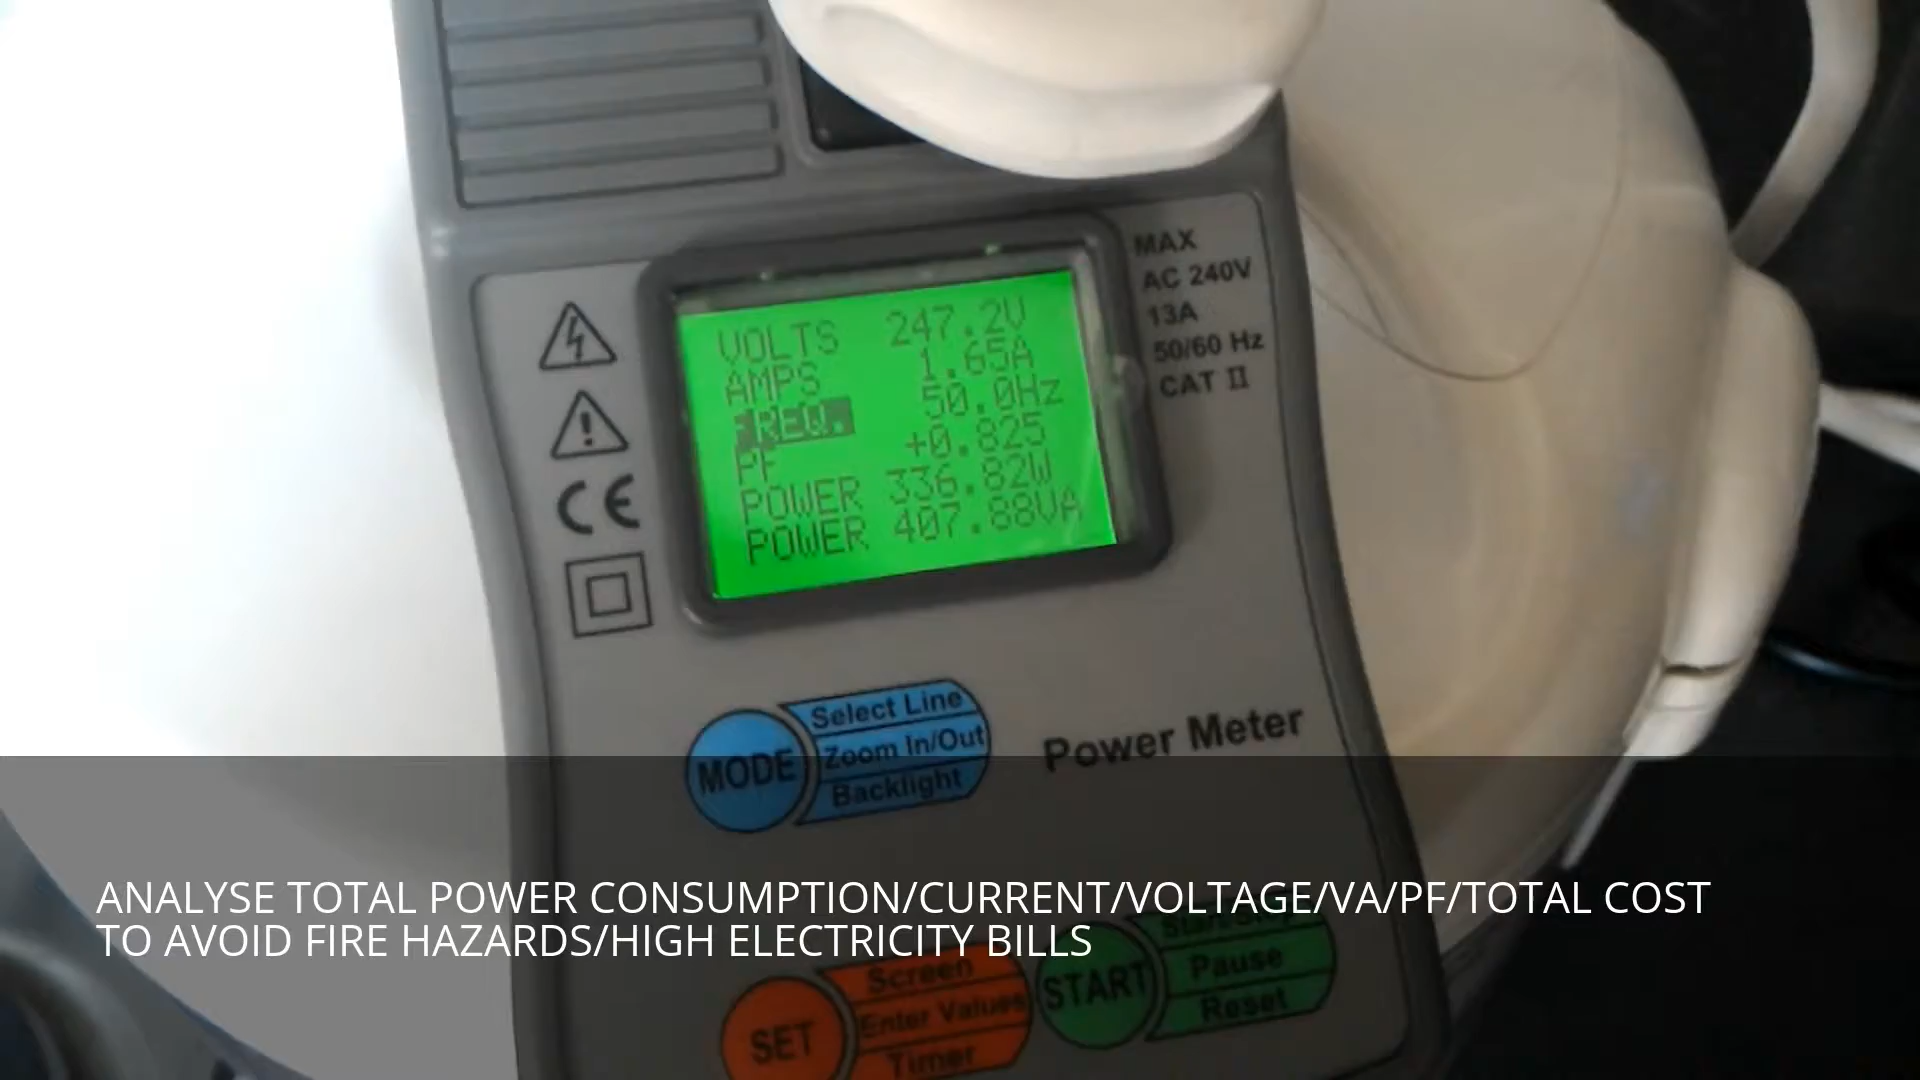 MAX
AC 240V
13A
50/60 Hz
CAT II
VOLTS 247.2V
AMPS 1.65A
FREQ. 50.0Hz
PF +0.825
POWER 336.82W
POWER 407.88VA
CE
MODE
Select Line
Zoom In/Out
Backlight
Power Meter
ANALYSE TOTAL POWER CONSUMPTION/CURRENT/VOLTAGE/VA/PF/TOTAL COST
TO AVOID FIRE HAZARDS/HIGH ELECTRICITY BILLS
SET
Screen
Enter Values
Timer
START
Pause
Reset